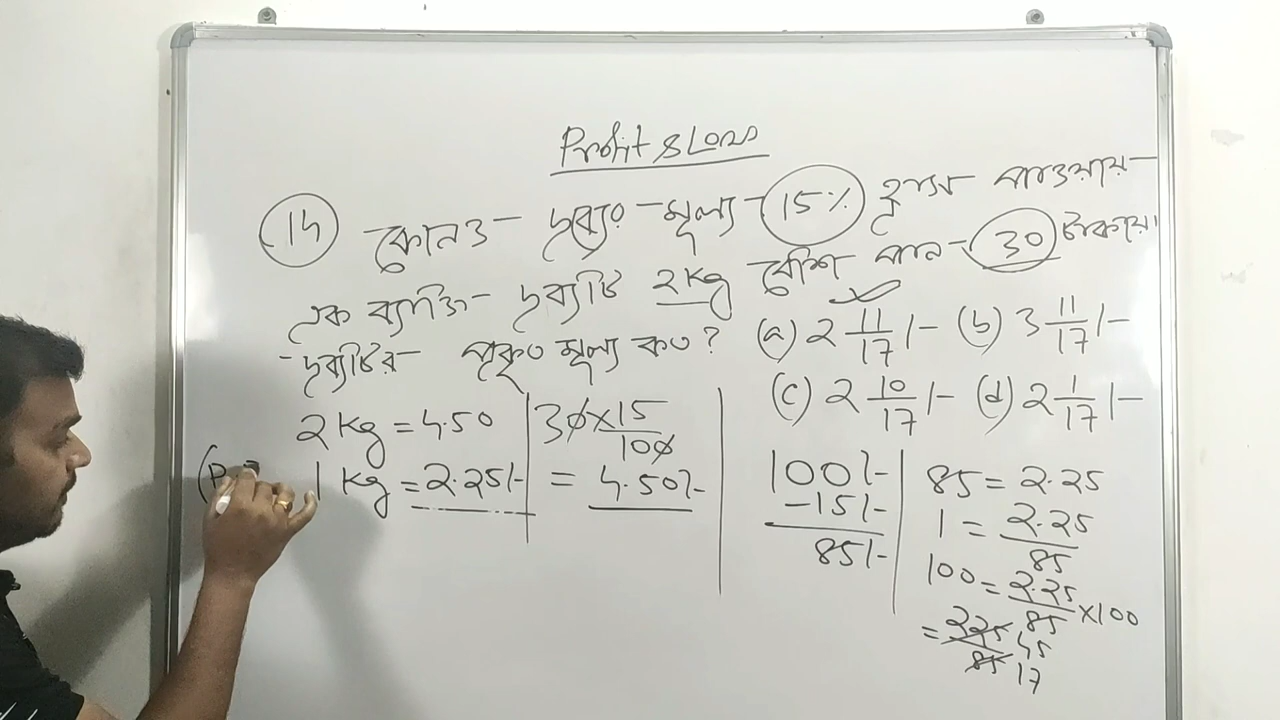 Profit & Loss
14 কোনও দ্রব্যের মূল্য 15% হ্রাস পাওয়ায়
এক ব্যক্তি দ্রব্যটি 2kg বেশি পান 30 টাকায়।
দ্রব্যটির প্রকৃত মূল্য কত?
(a) 2 11/17 /- (b) 3 11/17 /-
(c) 2 10/17 /- (d) 2 1/17 /-
2 kg = 4.50
1 kg = 2.25/-
30 × 15/100
= 4.50/-
100/-
-15/-
85/-
85 = 2.25
1 = 2.25/85
100 = 2.25/85 × 100
= 225/85 45/17